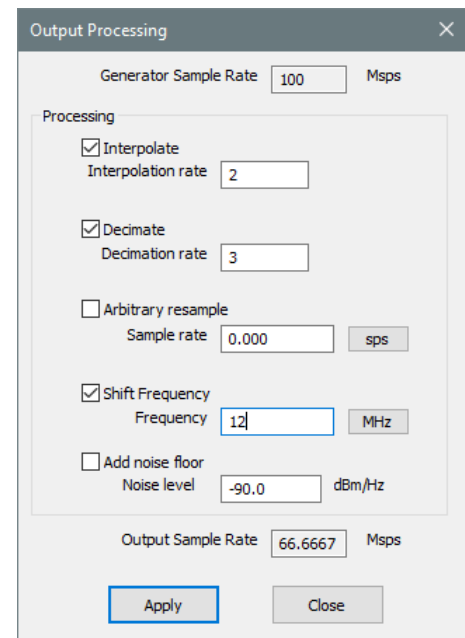 Output Processing
Generator Sample Rate 100 Msps
Processing
Interpolate
Interpolation rate 2
Decimate
Decimation rate 3
Arbitrary resample
Sample rate 0.000 sps
Shift Frequency
Frequency 12 MHz
Add noise floor
Noise level -90.0 dBm/Hz
Output Sample Rate 66.6667 Msps
Apply Close